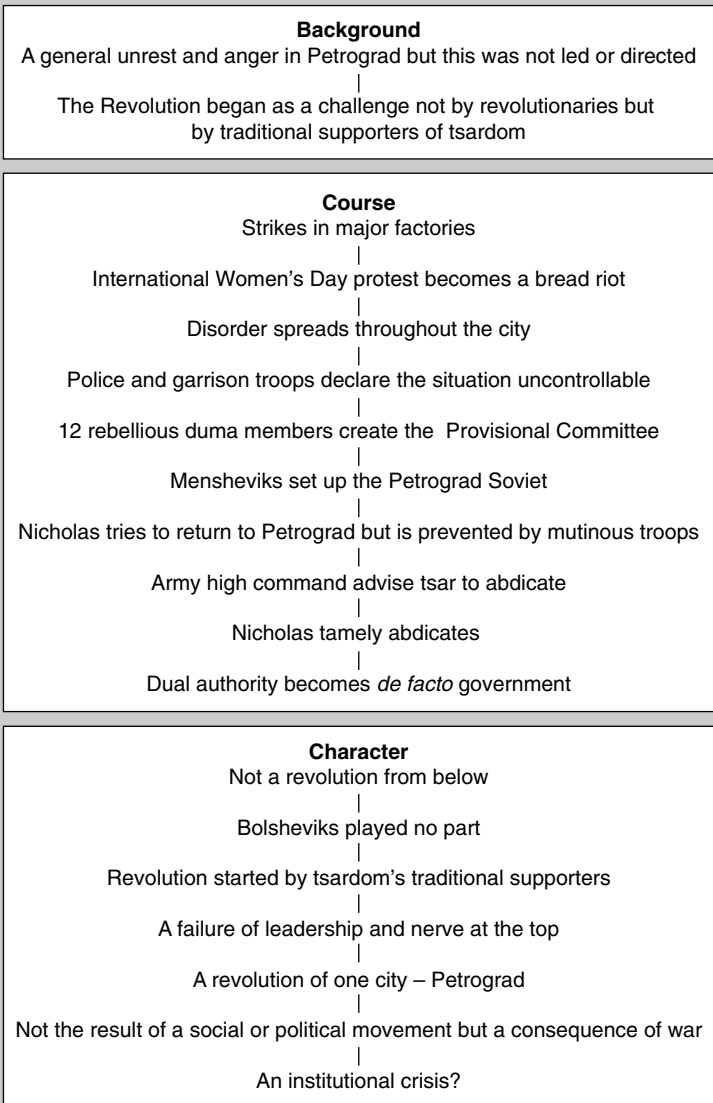 Background
A general unrest and anger in Petrograd but this was not led or directed
The Revolution began as a challenge not by revolutionaries but
by traditional supporters of tsardom
Course
Strikes in major factories
International Women's Day protest becomes a bread riot
Disorder spreads throughout the city
Police and garrison troops declare the situation uncontrollable
12 rebellious duma members create the Provisional Committee
Mensheviks set up the Petrograd Soviet
Nicholas tries to return to Petrograd but is prevented by mutinous troops
Army high command advise tsar to abdicate
Nicholas tamely abdicates
Dual authority becomes de facto government
Character
Not a revolution from below
Bolsheviks played no part
Revolution started by tsardom's traditional supporters
A failure of leadership and nerve at the top
A revolution of one city – Petrograd
Not the result of a social or political movement but a consequence of war
An institutional crisis?